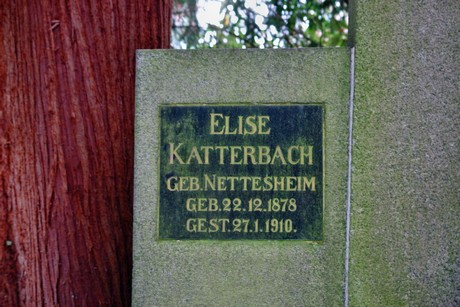 ELISE
KATTERBACH
GEB. NETTESHEIM
GEB. 22.12.1878
GEST. 27.1.1910.